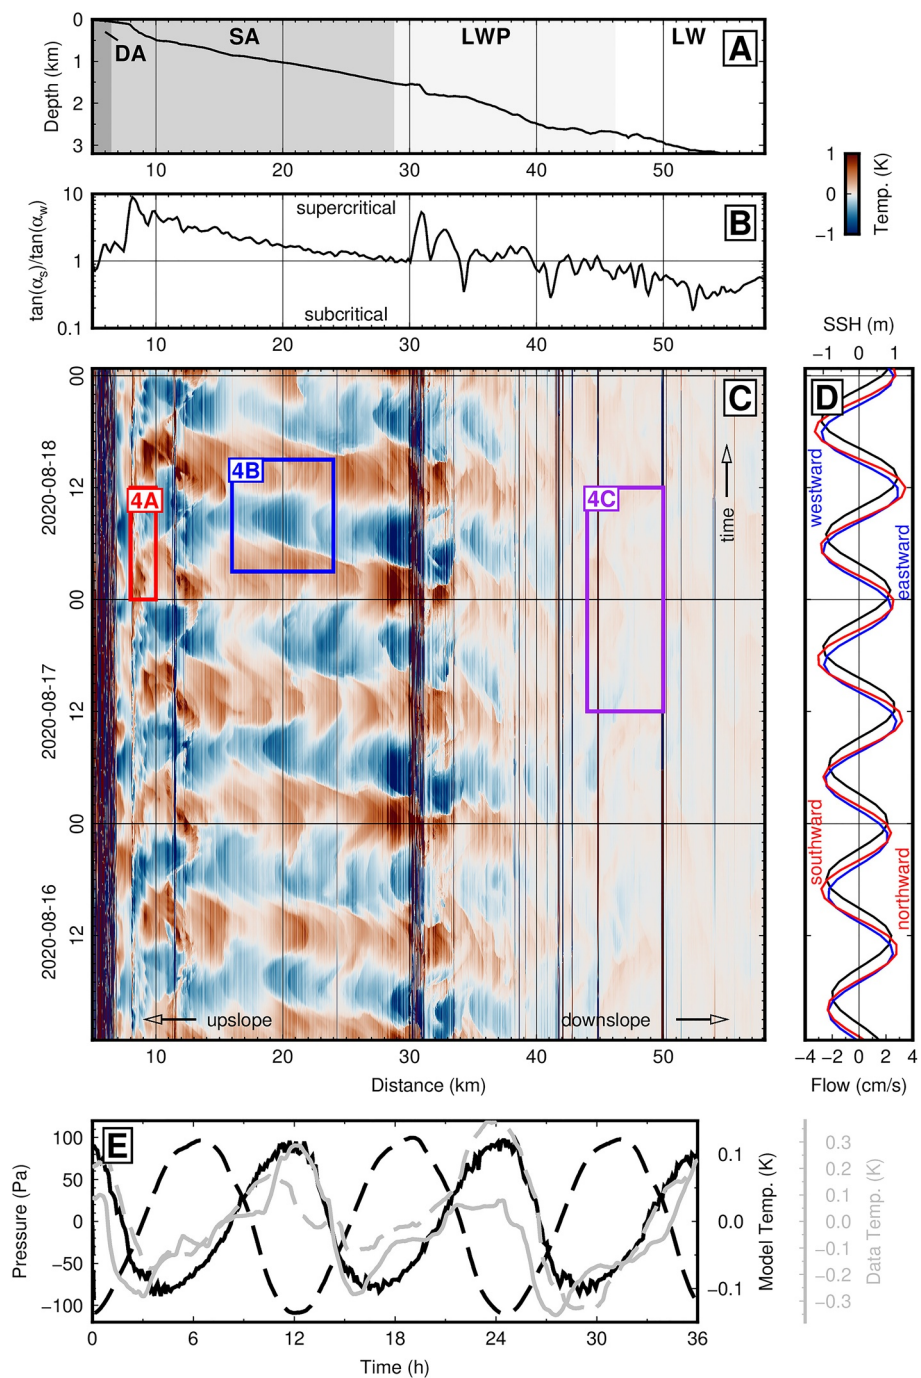 0
1
2
3
Depth (km)
DA
SA
LWP
LW
A
10
20
30
40
50
1
0
−1
Temp. (K)
10
1
0.1
tan(αs)/tan(αw)
supercritical
subcritical
B
10
20
30
40
50
SSH (m)
−1
0
1
00
12
00
12
00
12
2020-08-18
2020-08-17
2020-08-16
C
4A
4B
4C
time
upslope
downslope
10
20
30
40
50
Distance (km)
D
westward
eastward
southward
northward
−4
−2
0
2
4
Flow (cm/s)
E
100
50
0
−50
−100
Pressure (Pa)
0.1
0.0
−0.1
Model Temp. (K)
0.3
0.2
0.1
0.0
−0.1
−0.2
−0.3
Data Temp. (K)
0
6
12
18
24
30
36
Time (h)